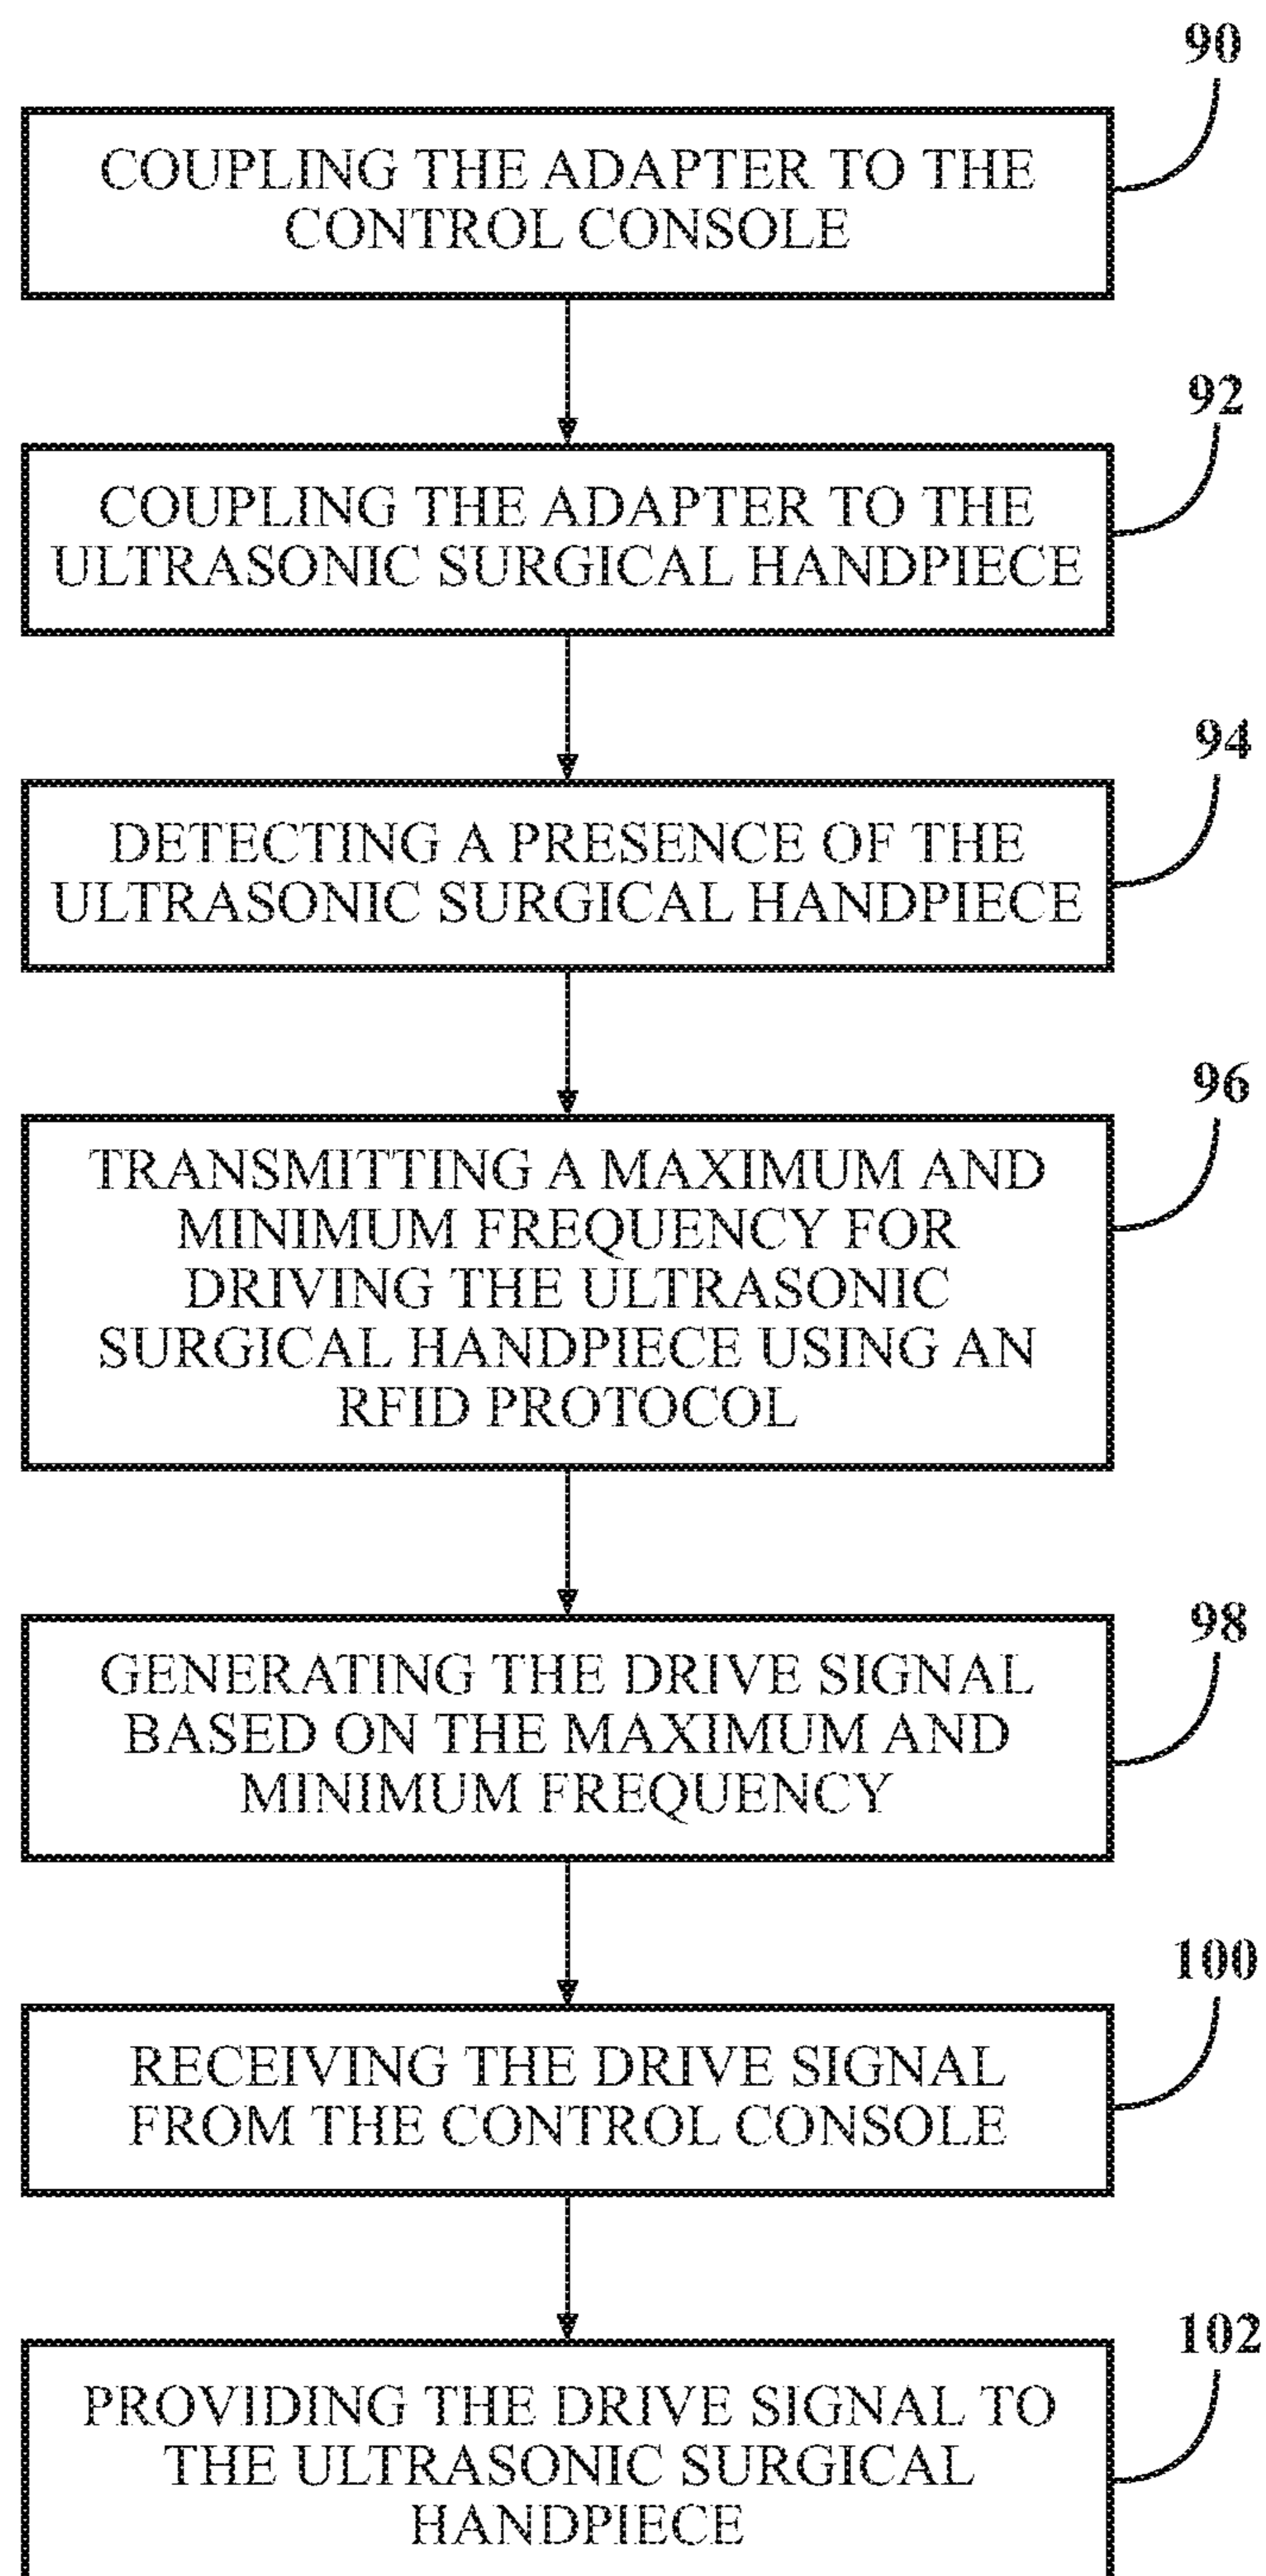 90
COUPLING THE ADAPTER TO THE
CONTROL CONSOLE
92
COUPLING THE ADAPTER TO THE
ULTRASONIC SURGICAL HANDPIECE
94
DETECTING A PRESENCE OF THE
ULTRASONIC SURGICAL HANDPIECE
96
TRANSMITTING A MAXIMUM AND
MINIMUM FREQUENCY FOR
DRIVING THE ULTRASONIC
SURGICAL HANDPIECE USING AN
RFID PROTOCOL
98
GENERATING THE DRIVE SIGNAL
BASED ON THE MAXIMUM AND
MINIMUM FREQUENCY
100
RECEIVING THE DRIVE SIGNAL
FROM THE CONTROL CONSOLE
102
PROVIDING THE DRIVE SIGNAL TO
THE ULTRASONIC SURGICAL
HANDPIECE